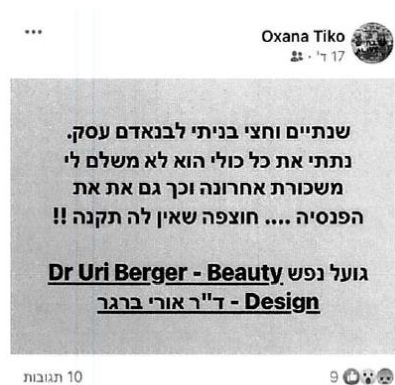 Oxana Tiko
17 ד'
שנתיים וחצי בניתי לבנאדם עסק.
נתתי את כל כולי הוא לא משלם לי
משכורת אחרונה וכך גם את את
הפנסיה .... חוצפה שאין לה תקנה !!
גועל נפש Dr Uri Berger - Beauty
Design - ד"ר אורי ברגר
9
10 תגובות